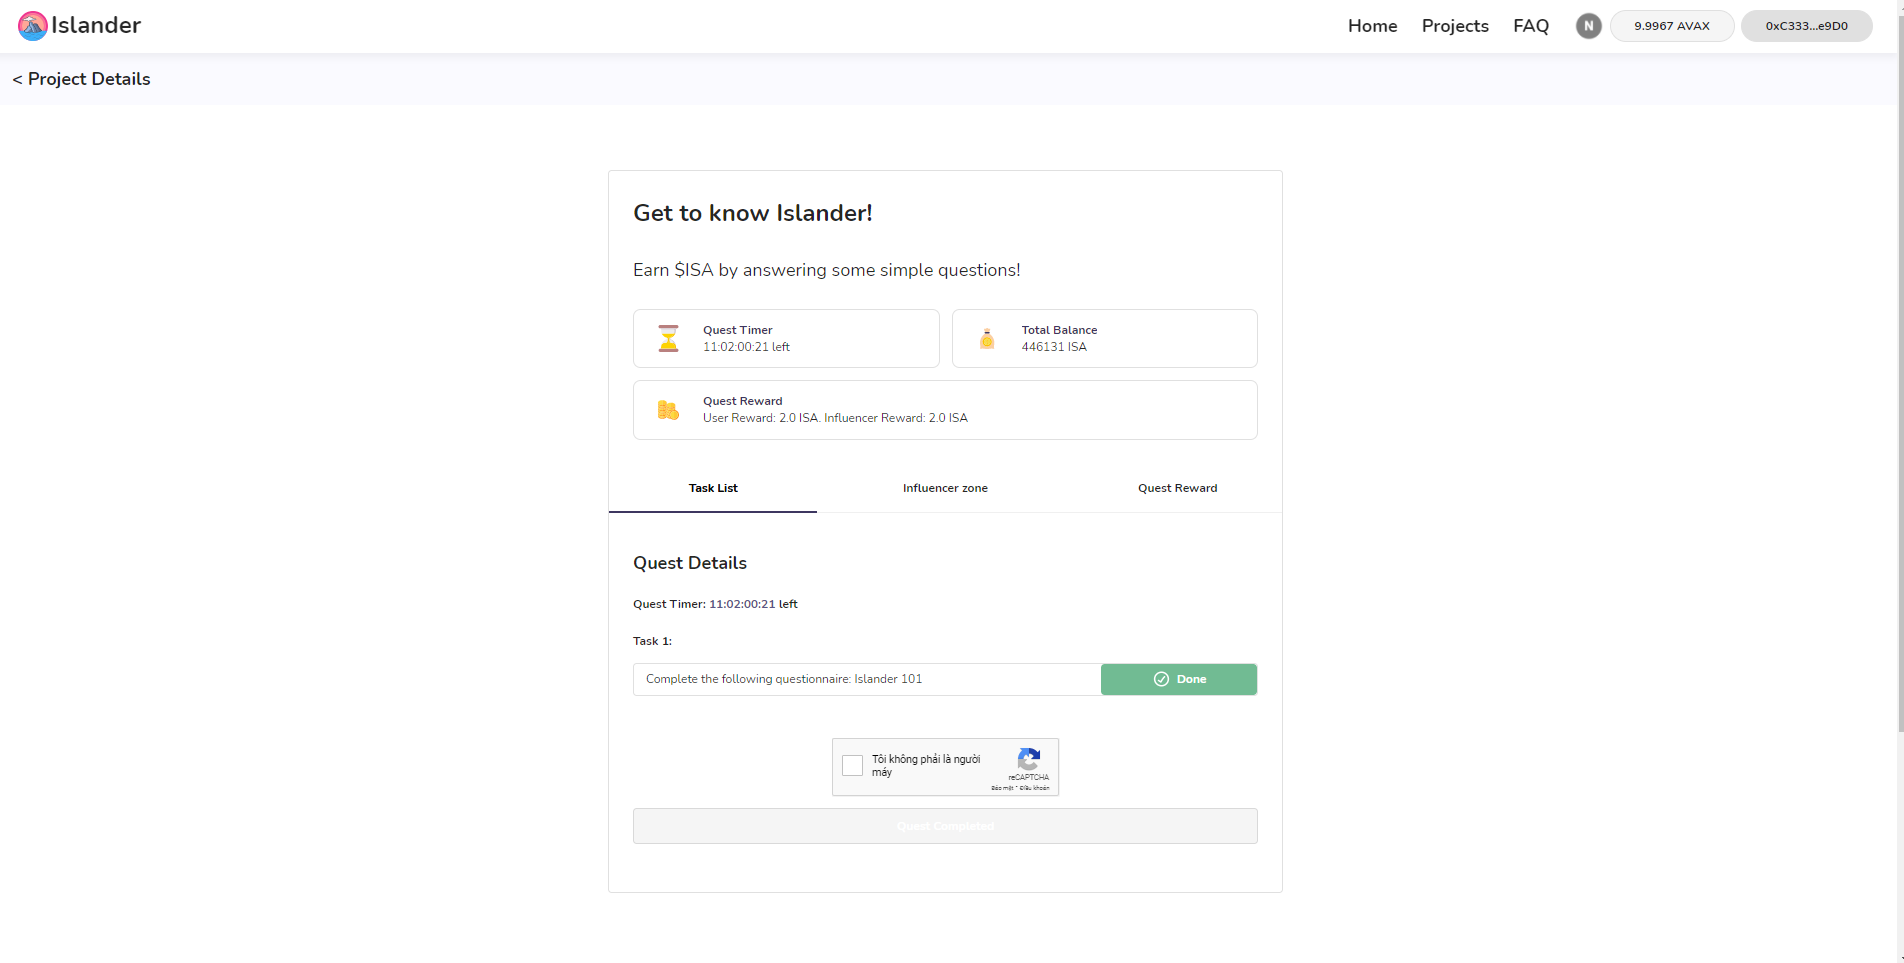 Islander
Home
Projects
FAQ
N
9.9967 AVAX
0xC333...e9D0
< Project Details
Get to know Islander!
Earn $ISA by answering some simple questions!
Quest Timer
11:02:00:21 left
Total Balance
446131 ISA
Quest Reward
User Reward: 2.0 ISA. Influencer Reward: 2.0 ISA
Task List
Influencer zone
Quest Reward
Quest Details
Quest Timer: 11:02:00:21 left
Task 1:
Complete the following questionnaire: Islander 101
Done
Tôi không phải là người
máy
reCAPTCHA
Bảo mật - Điều khoản
Quest Completed